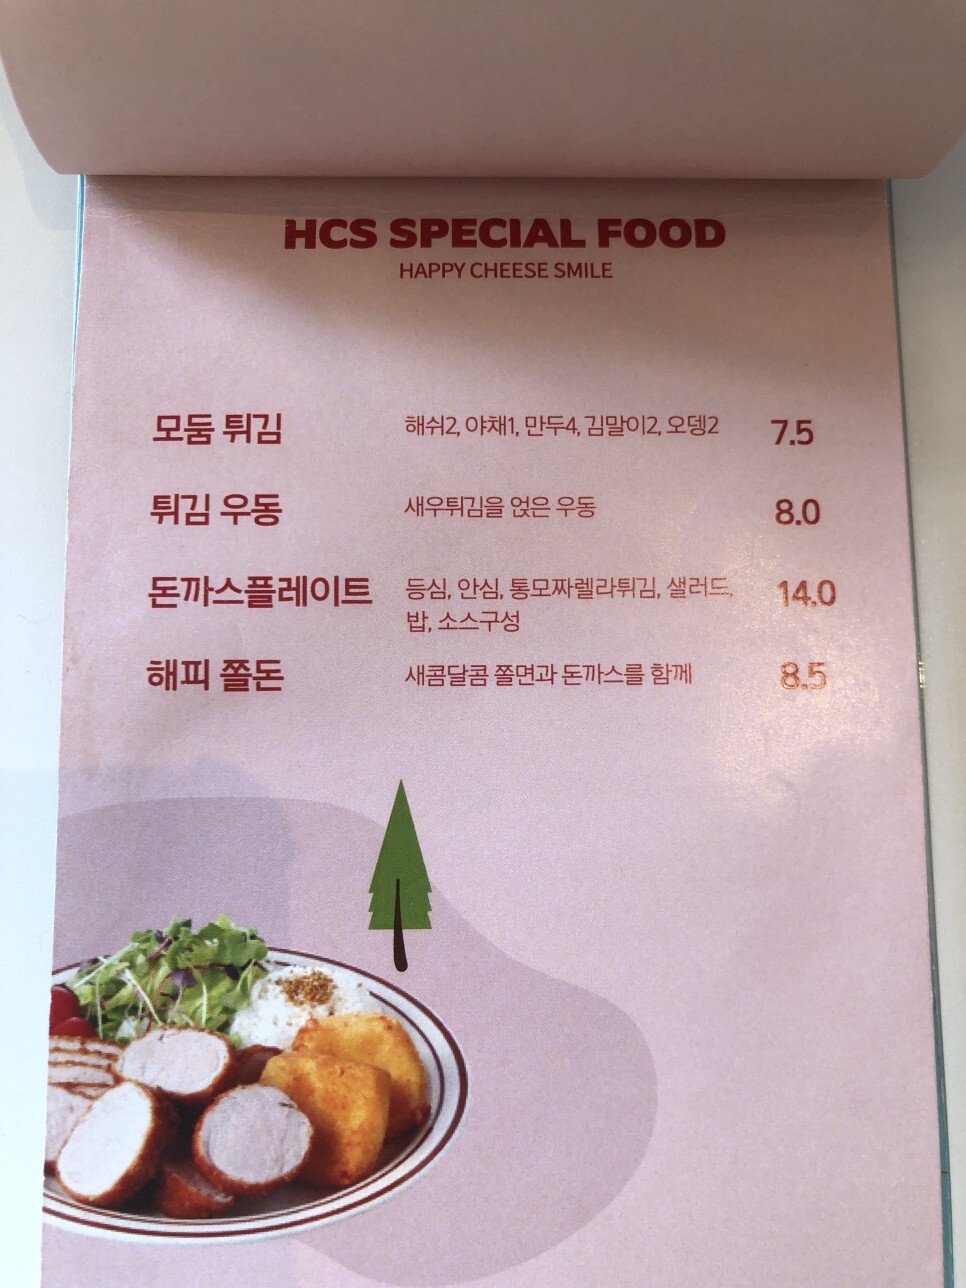 HCS SPECIAL FOOD
HAPPY CHEESE SMILE
모둠 튀김 해쉬2, 야채1, 만두4, 김말이2, 오뎅2 7.5
튀김 우동 새우튀김을 얹은 우동 8.0
돈까스플레이트 등심, 안심, 통모짜렐라튀김, 샐러드, 14.0
밥, 소스구성
해피 쫄돈 새콤달콤 쫄면과 돈까스를 함께 8.5